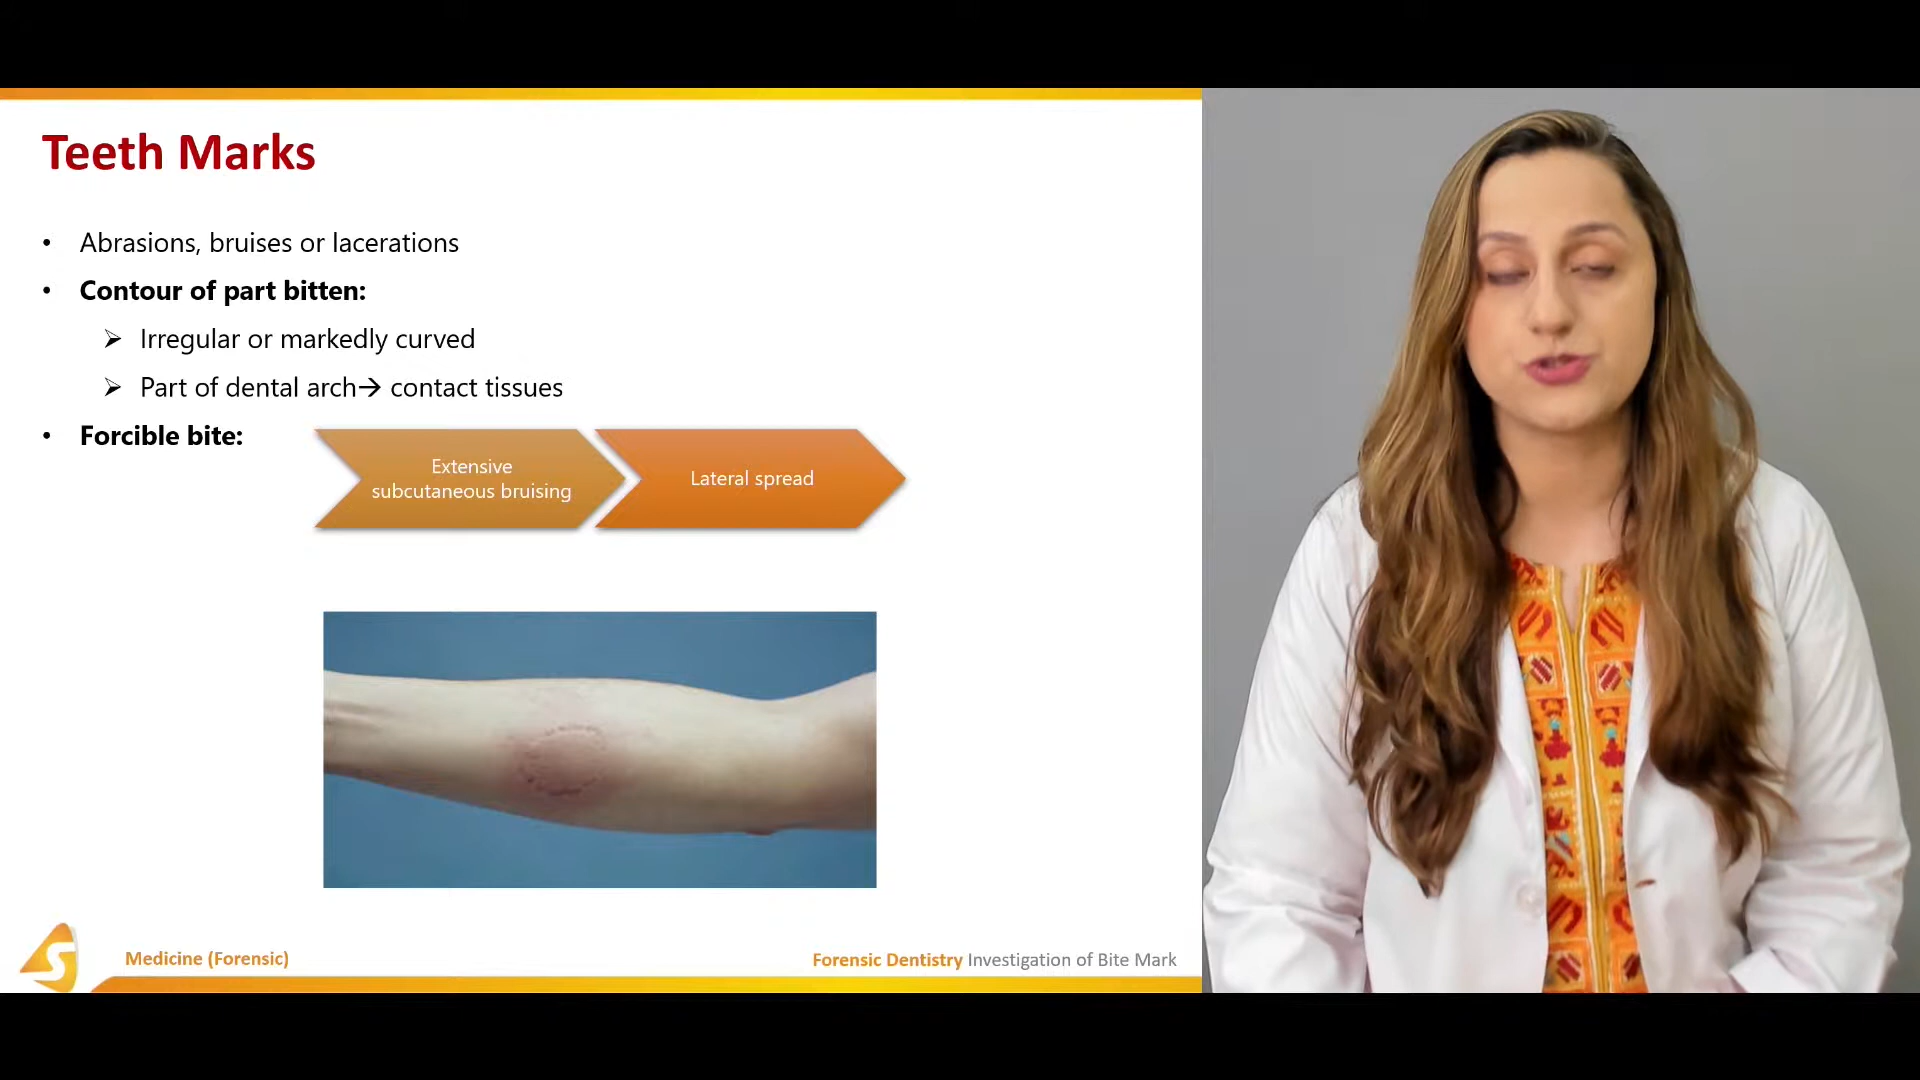 Teeth Marks
• Abrasions, bruises or lacerations
• Contour of part bitten:
➢ Irregular or markedly curved
➢ Part of dental arch→ contact tissues
• Forcible bite:
Extensive
subcutaneous bruising
Lateral spread
S
Medicine (Forensic)
Forensic Dentistry Investigation of Bite Mark